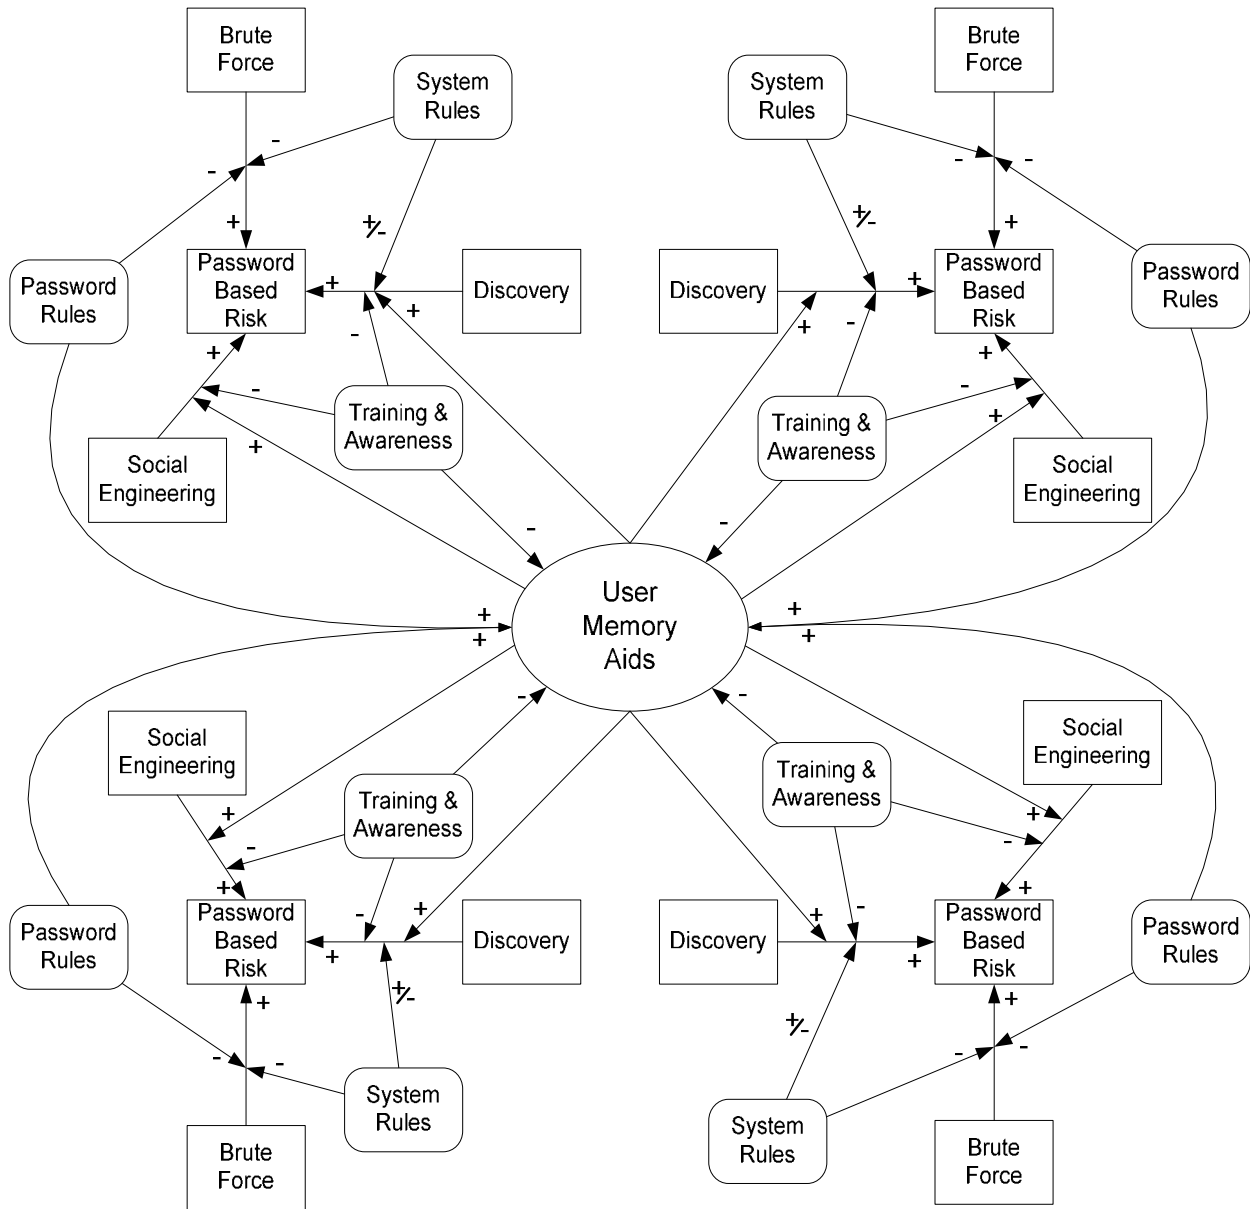 Brute
Force
System
Rules
-
-
+
+/-
Password
Based
Risk
+
Discovery
+
-
Password
Rules
+
-
+
Training &
Awareness
Social
Engineering
-
Brute
Force
System
Rules
-
-
+
+/-
Discovery
+
Password
Based
Risk
Password
Rules
+
-
+
-
+
Training &
Awareness
Social
Engineering
-
User
Memory
Aids
+
+
+
+
-
Social
Engineering
+
-
+
Training &
Awareness
Password
Rules
Password
Based
Risk
-
+
+
Discovery
+
+/-
-
-
System
Rules
Brute
Force
-
Social
Engineering
Training &
Awareness
+
-
+
-
+
Discovery
Password
Based
Risk
+
Password
Rules
+
+/-
-
-
System
Rules
Brute
Force